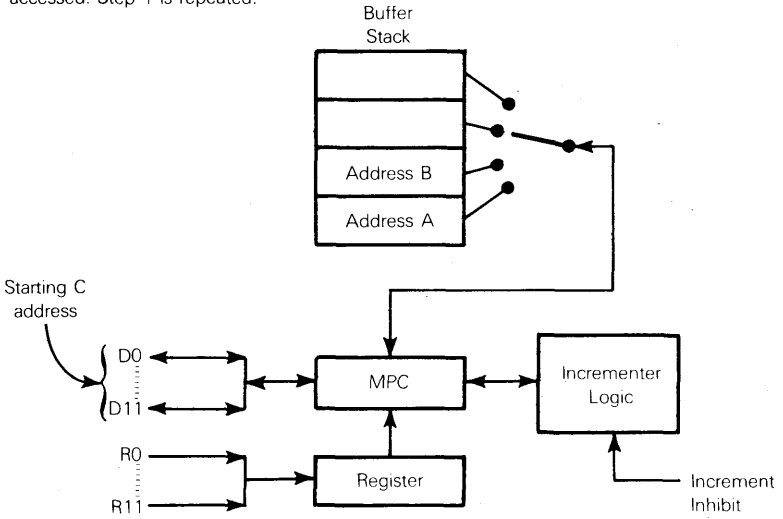 accessed. Step 4 is repeated.
Buffer
Stack
Address B
Address A
Starting C
address
D0
D11
MPC
Incrementer
Logic
R0
R11
Register
Increment
Inhibit